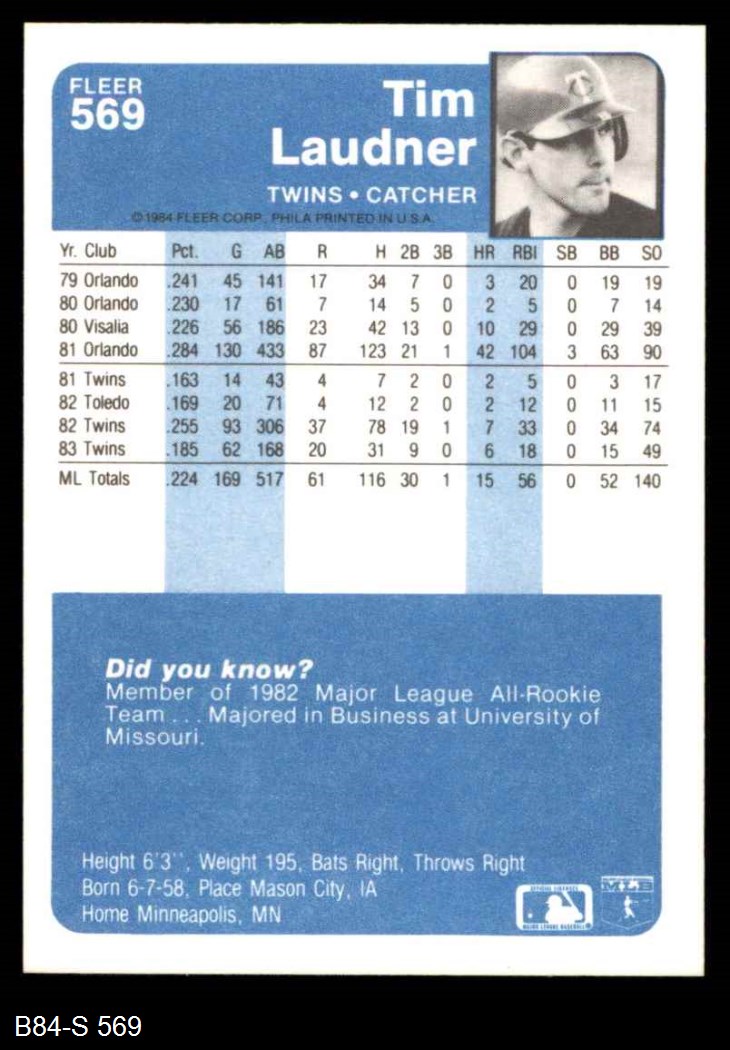 FLEER
569
Tim
Laudner
TWINS • CATCHER
© 1984 FLEER CORP., PHILA PRINTED IN U.S.A.
Yr. Club Pct. G AB R H 2B 3B HR RBI SB BB SO
79 Orlando .241 45 141 17 34 7 0 3 20 0 19 19
80 Orlando .230 17 61 7 14 5 0 2 5 0 7 14
80 Visalia .226 56 186 23 42 13 0 10 29 0 29 39
81 Orlando .284 130 433 87 123 21 1 42 104 3 63 90
81 Twins .163 14 43 4 7 2 0 2 5 0 3 17
82 Toledo .169 20 71 4 12 2 0 2 12 0 11 15
82 Twins .255 93 306 37 78 19 1 7 33 0 34 74
83 Twins .185 62 168 20 31 9 0 6 18 0 15 49
ML Totals .224 169 517 61 116 30 1 15 56 0 52 140
Did you know?
Member of 1982 Major League All-Rookie
Team . . . Majored in Business at University of
Missouri.
Height 6'3'', Weight 195, Bats Right, Throws Right
Born 6-7-58, Place Mason City, IA
Home Minneapolis, MN
MAJOR LEAGUE BASEBALL
MLB
B84-S 569